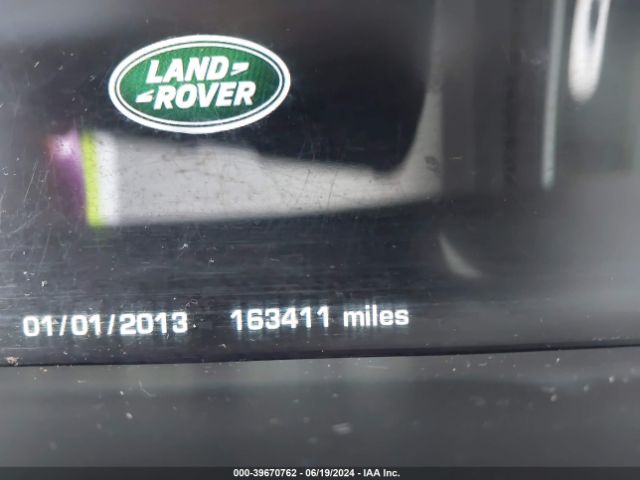 LAND
ROVER
01/01/2013 163411 miles
000-39670762 - 06/19/2024 - IAA Inc.